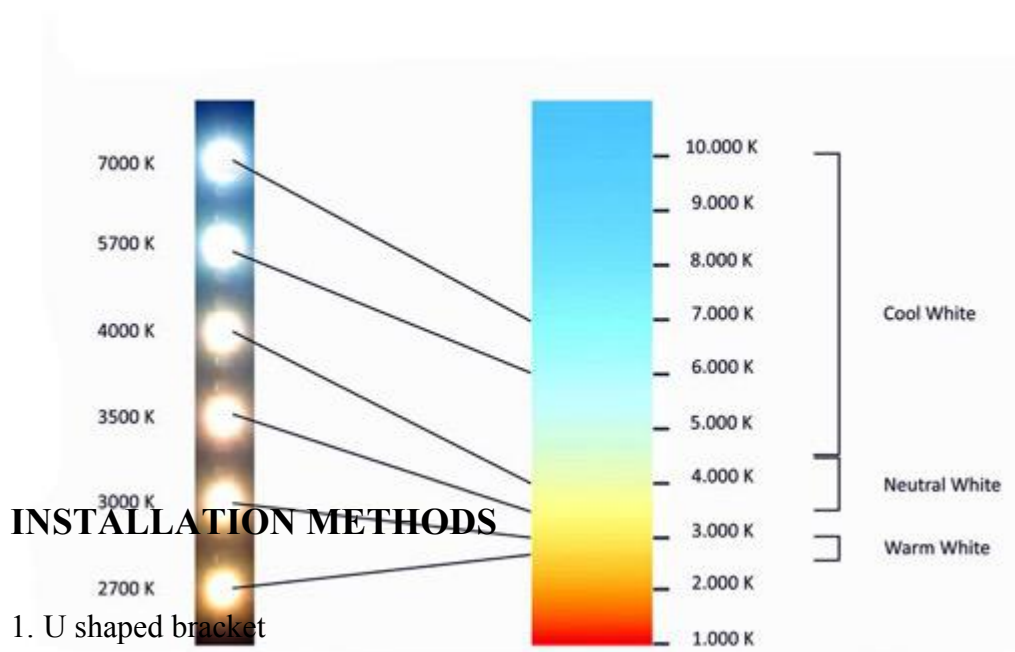 7000 K
5700 K
4000 K
3500 K
3000 K
2700 K
10.000 K
9.000 K
8.000 K
7.000 K
6.000 K
5.000 K
4.000 K
3.000 K
2.000 K
1.000 K
Cool White
Neutral White
Warm White
INSTALLATION METHODS
1. U shaped bracket